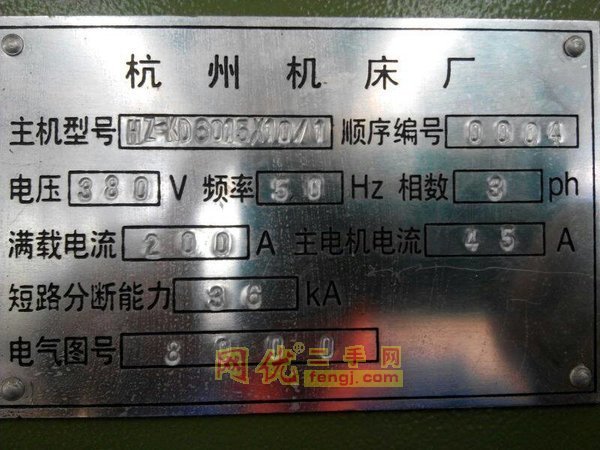 杭州机床厂
主机型号 HZ-KD6015X10/1 顺序编号 0004
电压 380 V 频率 50 Hz 相数 3 ph
满载电流 200 A 主电机电流 45 A
短路分断能力 36 kA
电气图号
网优®二手网
fengj.com